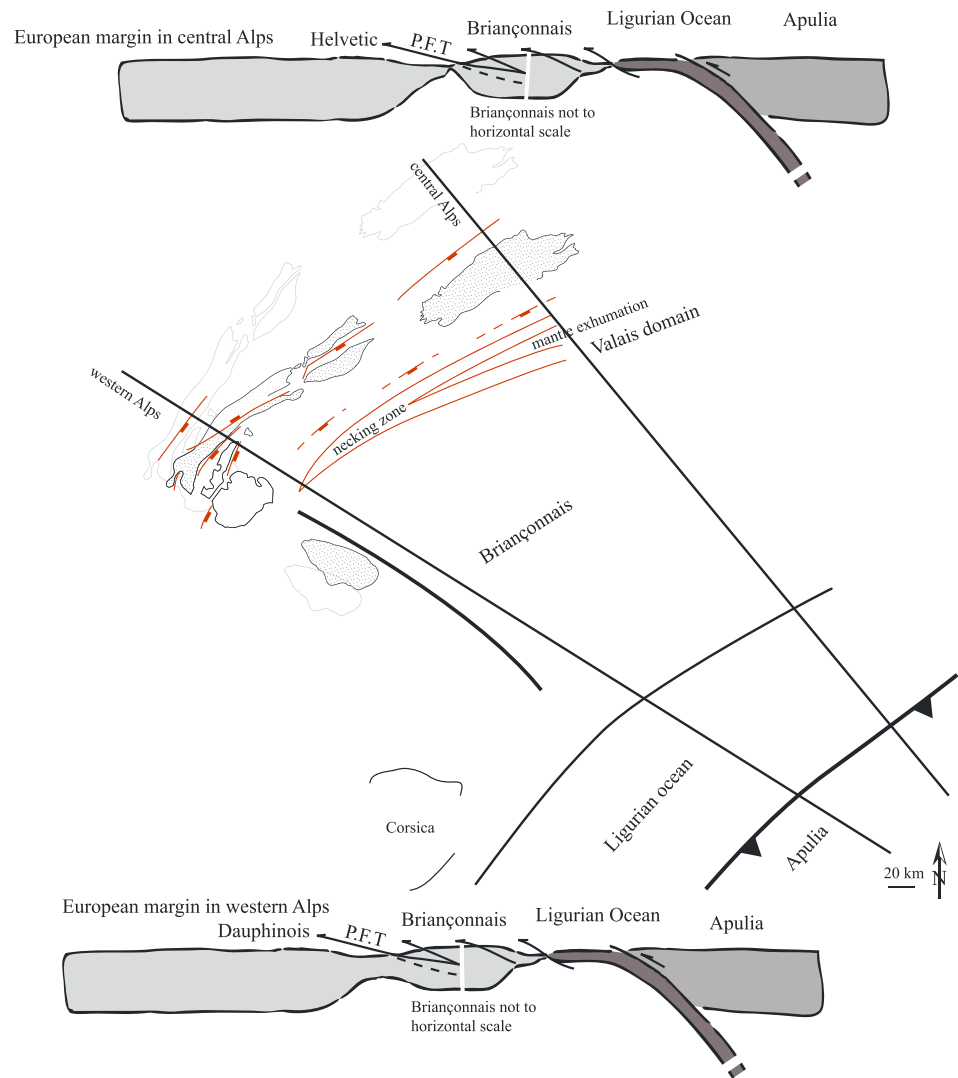 European margin in central Alps
Helvetic
P.F.T
Briançonnais
Ligurian Ocean
Apulia
Briançonnais not to
horizontal scale
central Alps
western Alps
mantle exhumation
Valais domain
necking zone
Briançonnais
Ligurian ocean
Apulia
Corsica
20 km
N
European margin in western Alps
Dauphinois
P.F.T
Briançonnais
Ligurian Ocean
Apulia
Briançonnais not to
horizontal scale